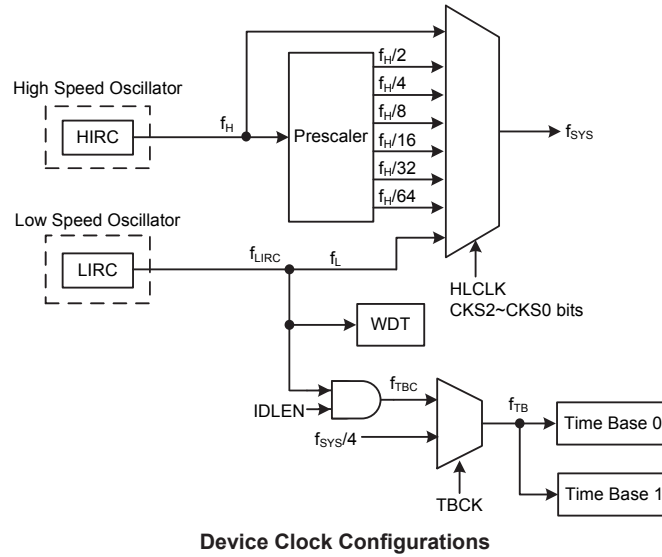 High Speed Oscillator
HIRC
fH
Prescaler
fH/2
fH/4
fH/8
fH/16
fH/32
fH/64
fSYS
Low Speed Oscillator
LIRC
fLIRC
fL
HLCLK
CKS2~CKS0 bits
WDT
IDLEN
fTBC
fSYS/4
TBCK
fTB
Time Base 0
Time Base 1
Device Clock Configurations